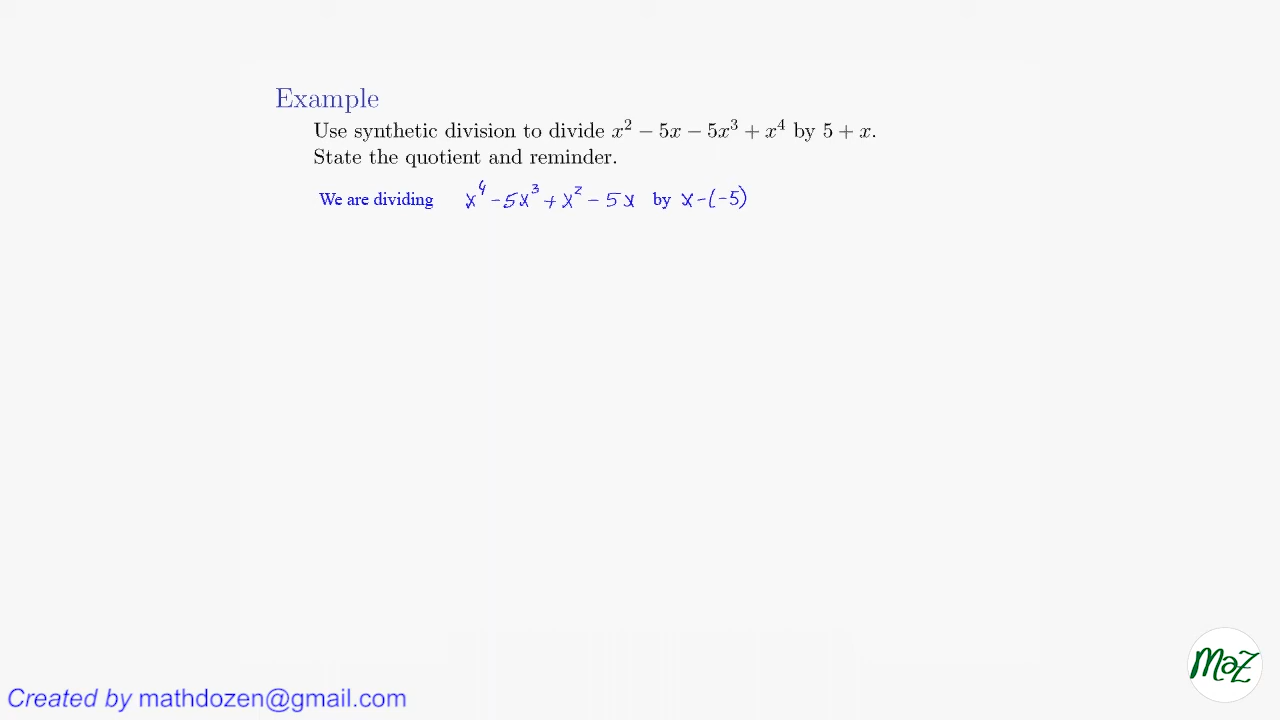 Example
Use synthetic division to divide x² − 5x − 5x³ + x⁴ by 5 + x.
State the quotient and reminder.
We are dividing x⁴ − 5x³ + x² − 5x by x − (−5)
Created by mathdozen@gmail.com
MaZ